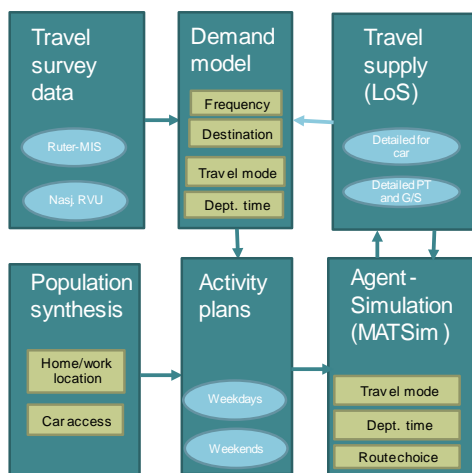 Travel
survey
data
Ruter-MIS
Nasj. RVU
Demand
model
Frequency
Destination
Travel mode
Dept. time
Travel
supply
(LoS)
Detailed for
car
Detailed PT
and G/S
Population
synthesis
Home/work
location
Car access
Activity
plans
Weekdays
Weekends
Agent-
Simulation
(MATSim)
Travel mode
Dept. time
Route choice